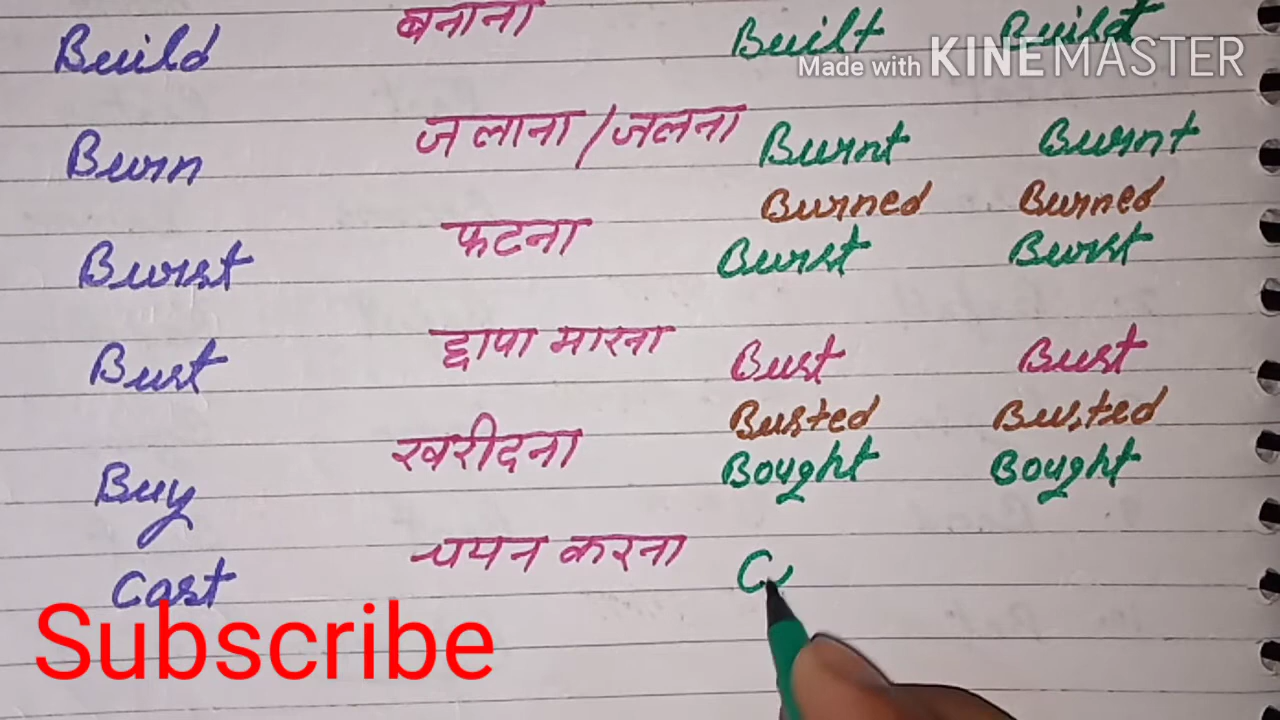 Build बनाना Built Build
Made with KINEMASTER
Burn जलाना/जलना Burnt Burnt
Burned Burned
Burst फटना Burst Burst
Bust छापा मारना Bust Bust
Busted Busted
Buy खरीदना Bought Bought
Cast चयन करना C
Subscribe